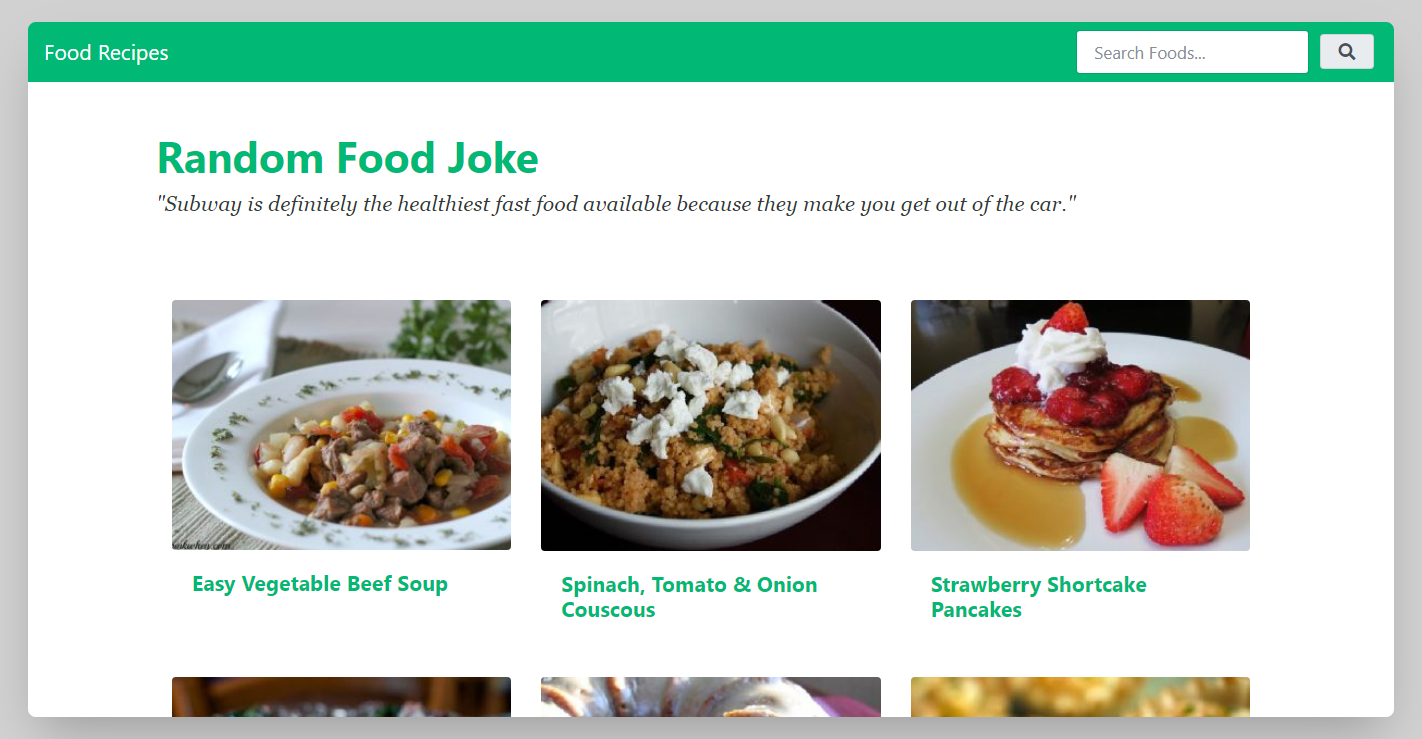 Food Recipes
Search Foods...
Random Food Joke
"Subway is definitely the healthiest fast food available because they make you get out of the car."
Easy Vegetable Beef Soup
Spinach, Tomato & Onion
Couscous
Strawberry Shortcake
Pancakes